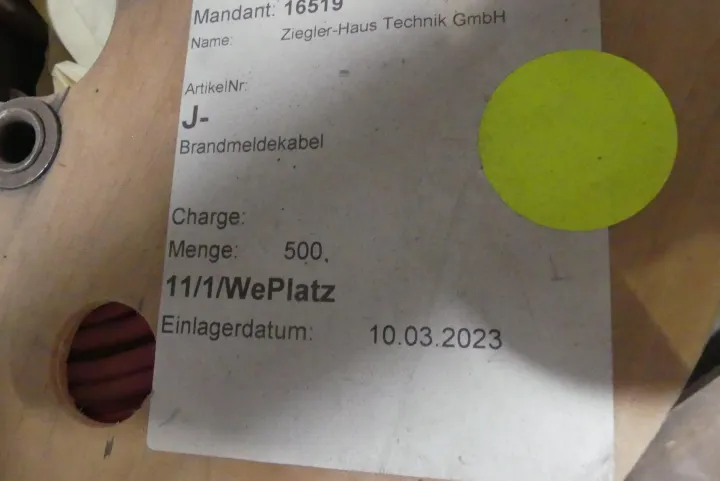 Mandant: 16519
Name: Ziegler-Haus Technik GmbH
ArtikelNr:
J-
Brandmeldekabel
Charge:
Menge: 500,
11/1/WePlatz
Einlagerdatum: 10.03.2023